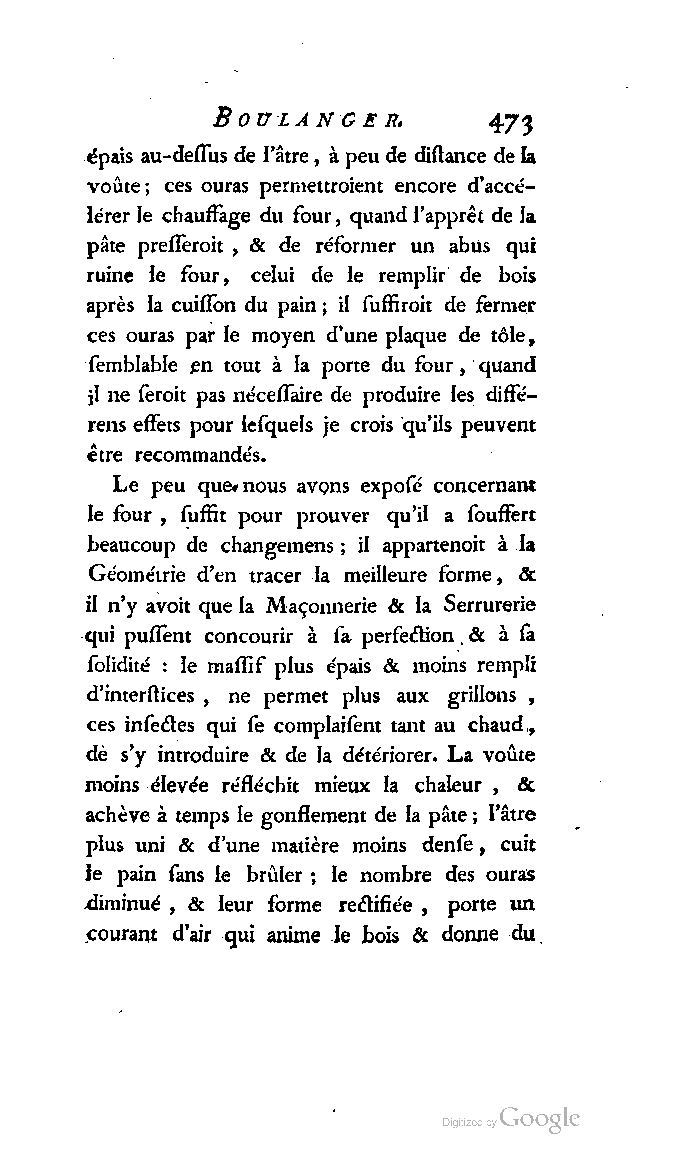 BOULANGER. 473
épais au-deſſus de l'âtre, à peu de diſtance de la
voûte; ces ouras permettroient encore d'accé-
lérer le chauffage du four, quand l'apprêt de la
pâte preſſeroit, & de réformer un abus qui
ruine le four, celui de le remplir de bois
après la cuiſſon du pain; il ſuffiroit de fermer
ces ouras par le moyen d'une plaque de tôle,
ſemblable en tout à la porte du four, quand
il ne ſeroit pas néceſſaire de produire les diffé-
rens effets pour leſquels je crois qu'ils peuvent
être recommandés.
Le peu que nous avons expoſé concernant
le four, ſuffit pour prouver qu'il a ſouffert
beaucoup de changemens; il appartenoit à la
Géométrie d'en tracer la meilleure forme, &
il n'y avoit que la Maçonnerie & la Serrurerie
qui puſſent concourir à ſa perfection & à ſa
ſolidité : le maſſif plus épais & moins rempli
d'interſtices, ne permet plus aux grillons,
ces inſectes qui ſe complaiſent tant au chaud,
de s'y introduire & de la détériorer. La voûte
moins élevée réfléchit mieux la chaleur, &
achève à temps le gonflement de la pâte; l'âtre
plus uni & d'une matière moins denſe, cuit
le pain ſans le brûler; le nombre des ouras
diminué, & leur forme rectifiée, porte un
courant d'air qui anime le bois & donne du
Digitized by Google